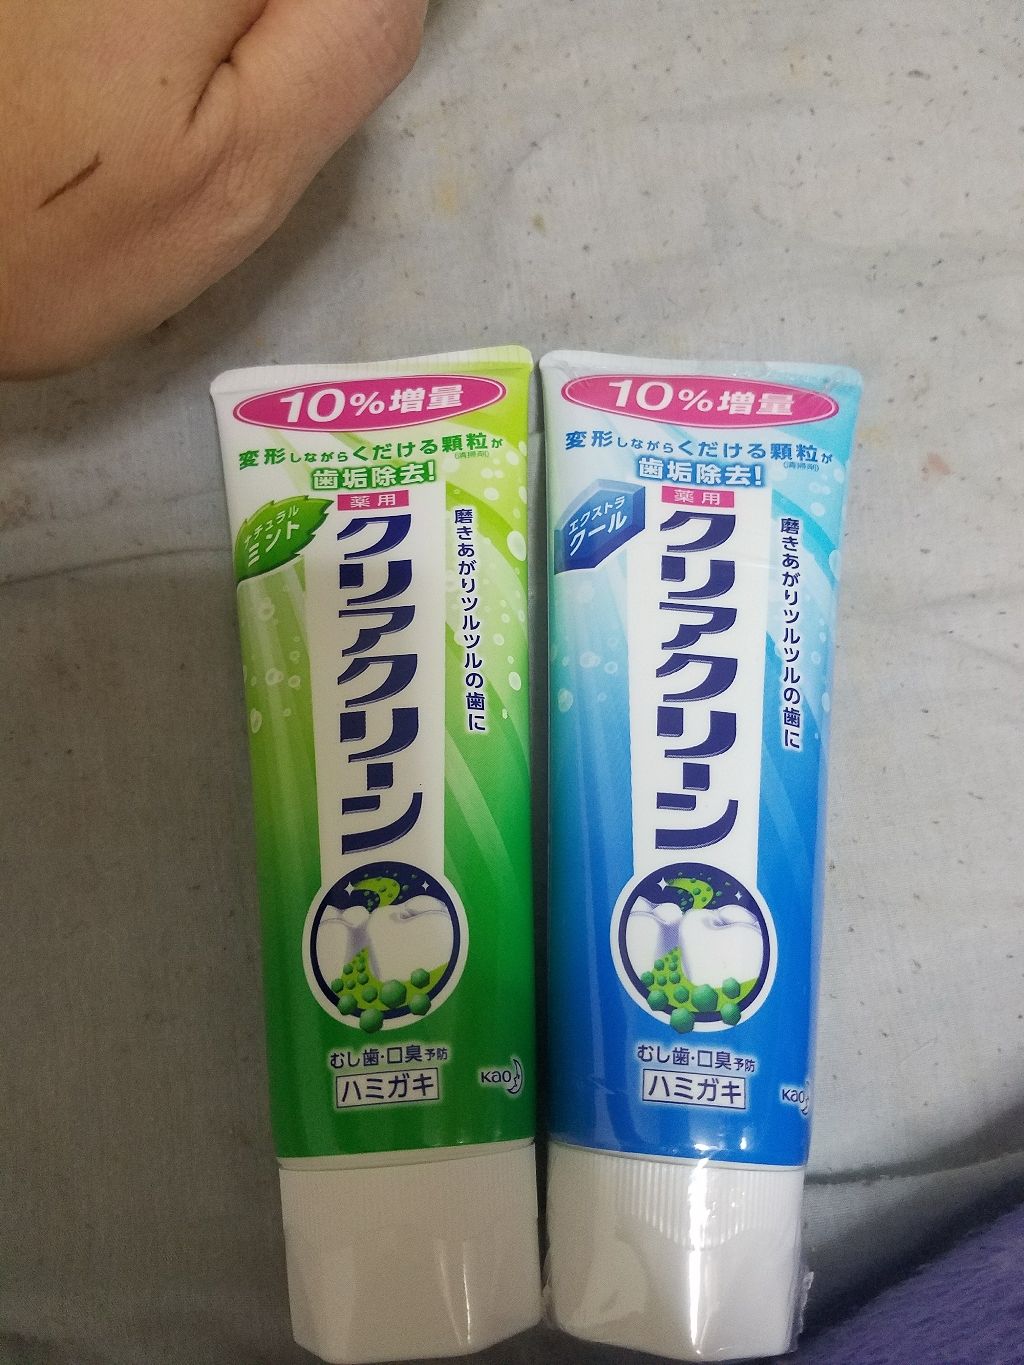 10%増量
変形しながらくだける顆粒が
(清掃剤)
歯垢除去!
薬用
ナチュラル
ミント
クリアクリーン
磨きあがりツルツルの歯に
むし歯・口臭予防
ハミガキ
Kao
10%増量
変形しながらくだける顆粒が
(清掃剤)
歯垢除去!
薬用
エクストラ
クール
クリアクリーン
磨きあがりツルツルの歯に
むし歯・口臭予防
ハミガキ
Kao